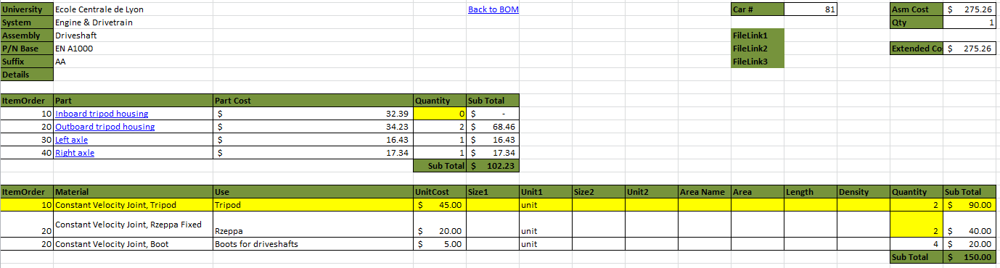 University Ecole Centrale de Lyon Back to BOM Car # 81 Asm Cost $ 275.26
System Engine & Drivetrain Qty 1
Assembly Driveshaft FileLink1
P/N Base EN A1000 FileLink2 Extended Co $ 275.26
Suffix AA FileLink3
Details
ItemOrder Part Part Cost Quantity Sub Total
10 Inboard tripod housing $ 32.39 0 $ -
20 Outboard tripod housing $ 34.23 2 $ 68.46
30 Left axle $ 16.43 1 $ 16.43
40 Right axle $ 17.34 1 $ 17.34
Sub Total $ 102.23
ItemOrder Material Use UnitCost Size1 Unit1 Size2 Unit2 Area Name Area Length Density Quantity Sub Total
10 Constant Velocity Joint, Tripod Tripod $ 45.00 unit 2 $ 90.00
20 Constant Velocity Joint, Rzeppa Fixed Rzeppa $ 20.00 unit 2 $ 40.00
20 Constant Velocity Joint, Boot Boots for driveshafts $ 5.00 unit 4 $ 20.00
Sub Total $ 150.00